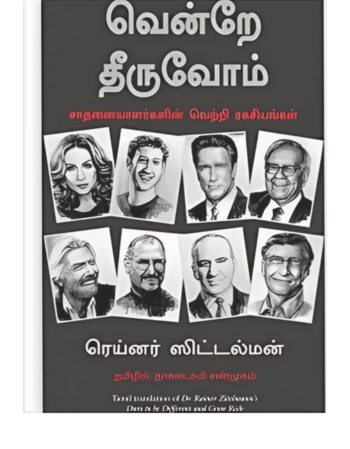 வென்றே
தீருவோம்
சாதனையாளர்களின் வெற்றி ரகசியங்கள்
ரெய்னர் ஸிட்டல்மன்
தமிழில் நாகலட்சுமி சண்முகம்
Tamil translation of Dr. Rainer Zitelmann's
Dare to be Different and Grow Rich